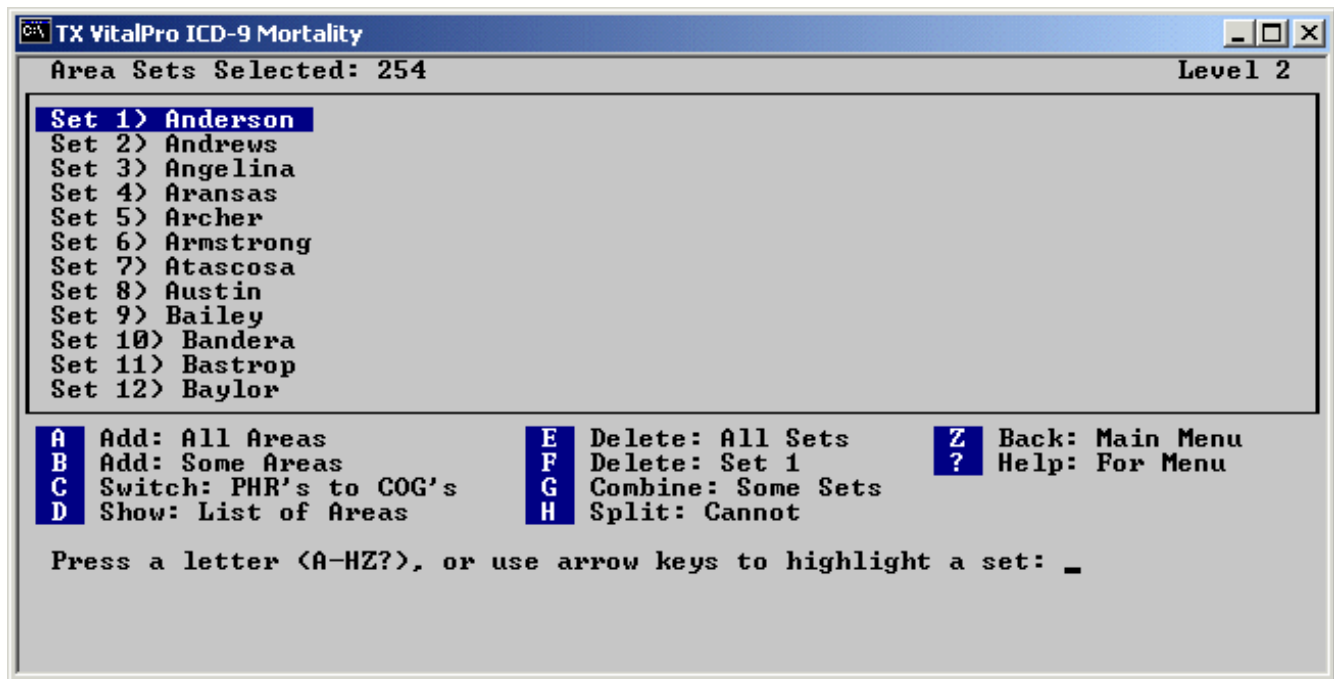 TX VitalPro ICD-9 Mortality
Area Sets Selected: 254 Level 2
Set 1) Anderson
Set 2) Andrews
Set 3) Angelina
Set 4) Aransas
Set 5) Archer
Set 6) Armstrong
Set 7) Atascosa
Set 8) Austin
Set 9) Bailey
Set 10) Bandera
Set 11) Bastrop
Set 12) Baylor
A Add: All Areas E Delete: All Sets Z Back: Main Menu
B Add: Some Areas F Delete: Set 1 ? Help: For Menu
C Switch: PHR's to COG's G Combine: Some Sets
D Show: List of Areas H Split: Cannot
Press a letter (A-HZ?), or use arrow keys to highlight a set: _